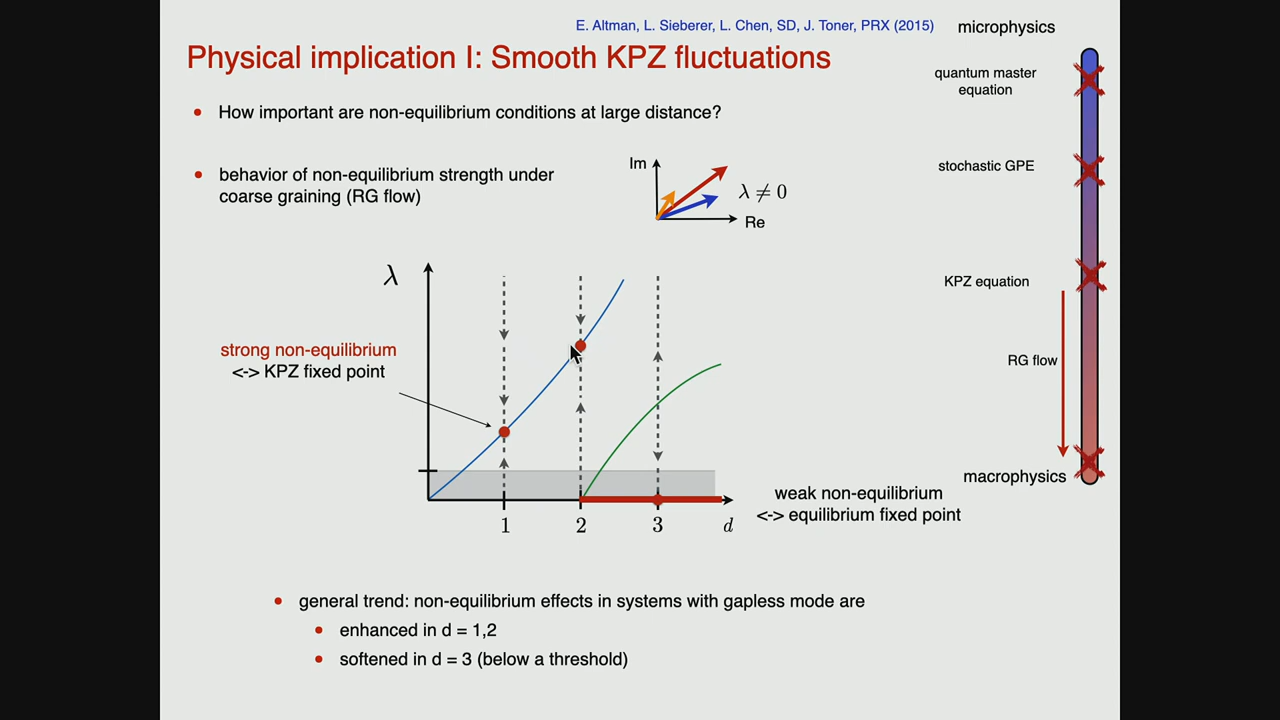 E. Altman, L. Sieberer, L. Chen, SD, J. Toner, PRX (2015)
microphysics
Physical implication I: Smooth KPZ fluctuations
quantum master
equation
• How important are non-equilibrium conditions at large distance?
stochastic GPE
• behavior of non-equilibrium strength under
coarse graining (RG flow)
Im
λ ≠ 0
Re
λ
KPZ equation
strong non-equilibrium
<-> KPZ fixed point
RG flow
macrophysics
weak non-equilibrium
<-> equilibrium fixed point
1 2 3 d
• general trend: non-equilibrium effects in systems with gapless mode are
• enhanced in d = 1,2
• softened in d = 3 (below a threshold)